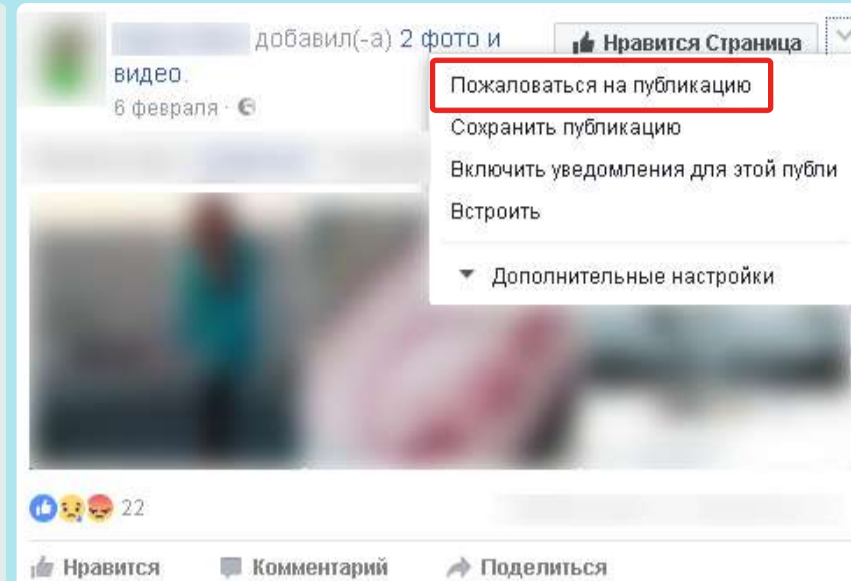 добавил(-а) 2 фото и
видео.
6 февраля ·
Нравится Страница
Пожаловаться на публикацию
Сохранить публикацию
Включить уведомления для этой публи
Встроить
Дополнительные настройки
22
Нравится Комментарий Поделиться